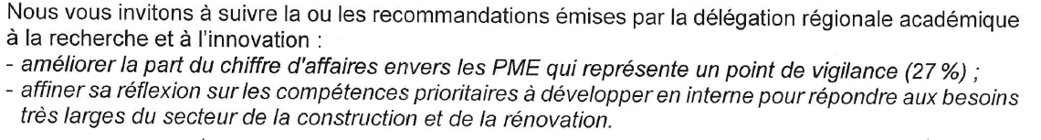 Nous vous invitons à suivre la ou les recommandations émises par la délégation régionale académique
à la recherche et à l'innovation :
- améliorer la part du chiffre d'affaires envers les PME qui représente un point de vigilance (27 %) ;
- affiner sa réflexion sur les compétences prioritaires à développer en interne pour répondre aux besoins
très larges du secteur de la construction et de la rénovation.